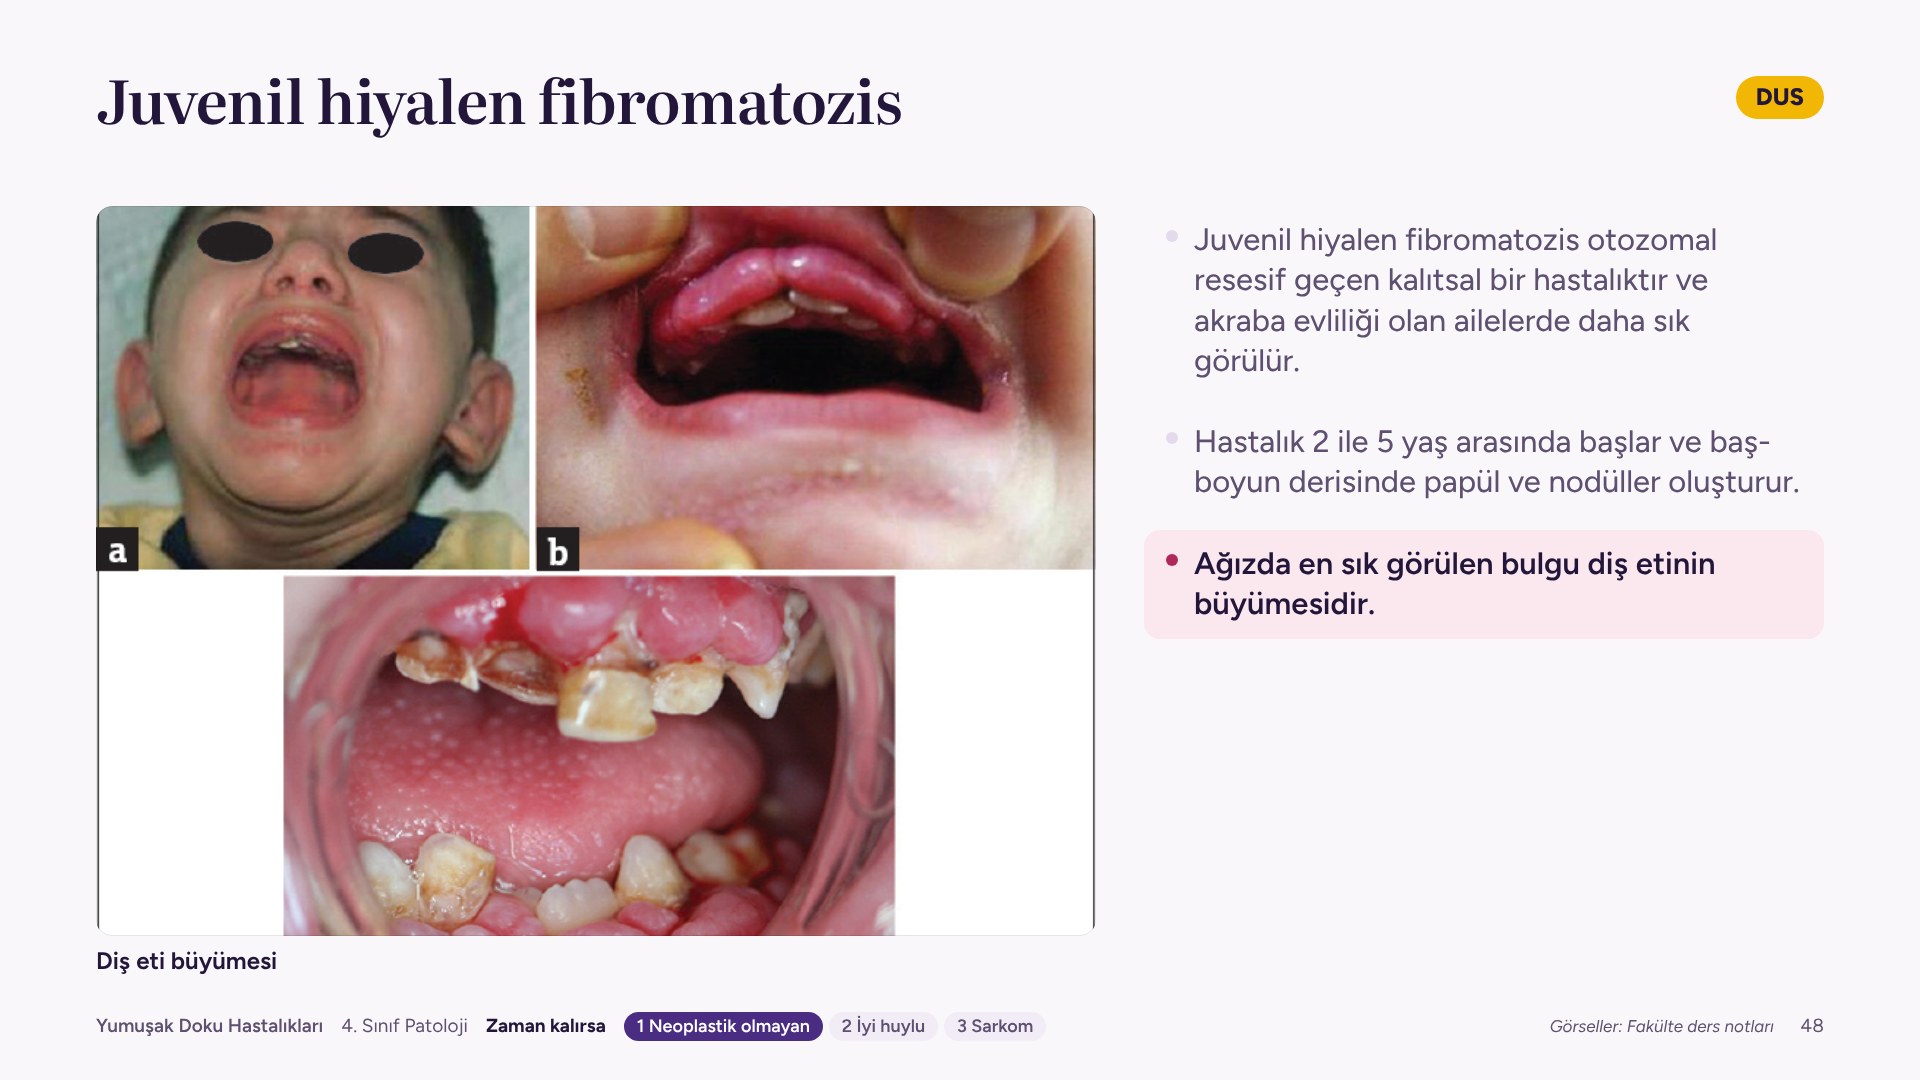 Juvenil hiyalen fibromatozis
DUS
a
b
Juvenil hiyalen fibromatozis otozomal
resesif geçen kalıtsal bir hastalıktır ve
akraba evliliği olan ailelerde daha sık
görülür.
Hastalık 2 ile 5 yaş arasında başlar ve baş-
boyun derisinde papül ve nodüller oluşturur.
Ağızda en sık görülen bulgu diş etinin
büyümesidir.
Diş eti büyümesi
Yumuşak Doku Hastalıkları 4. Sınıf Patoloji Zaman kalırsa 1 Neoplastik olmayan 2 İyi huylu 3 Sarkom
Görseller: Fakülte ders notları 48